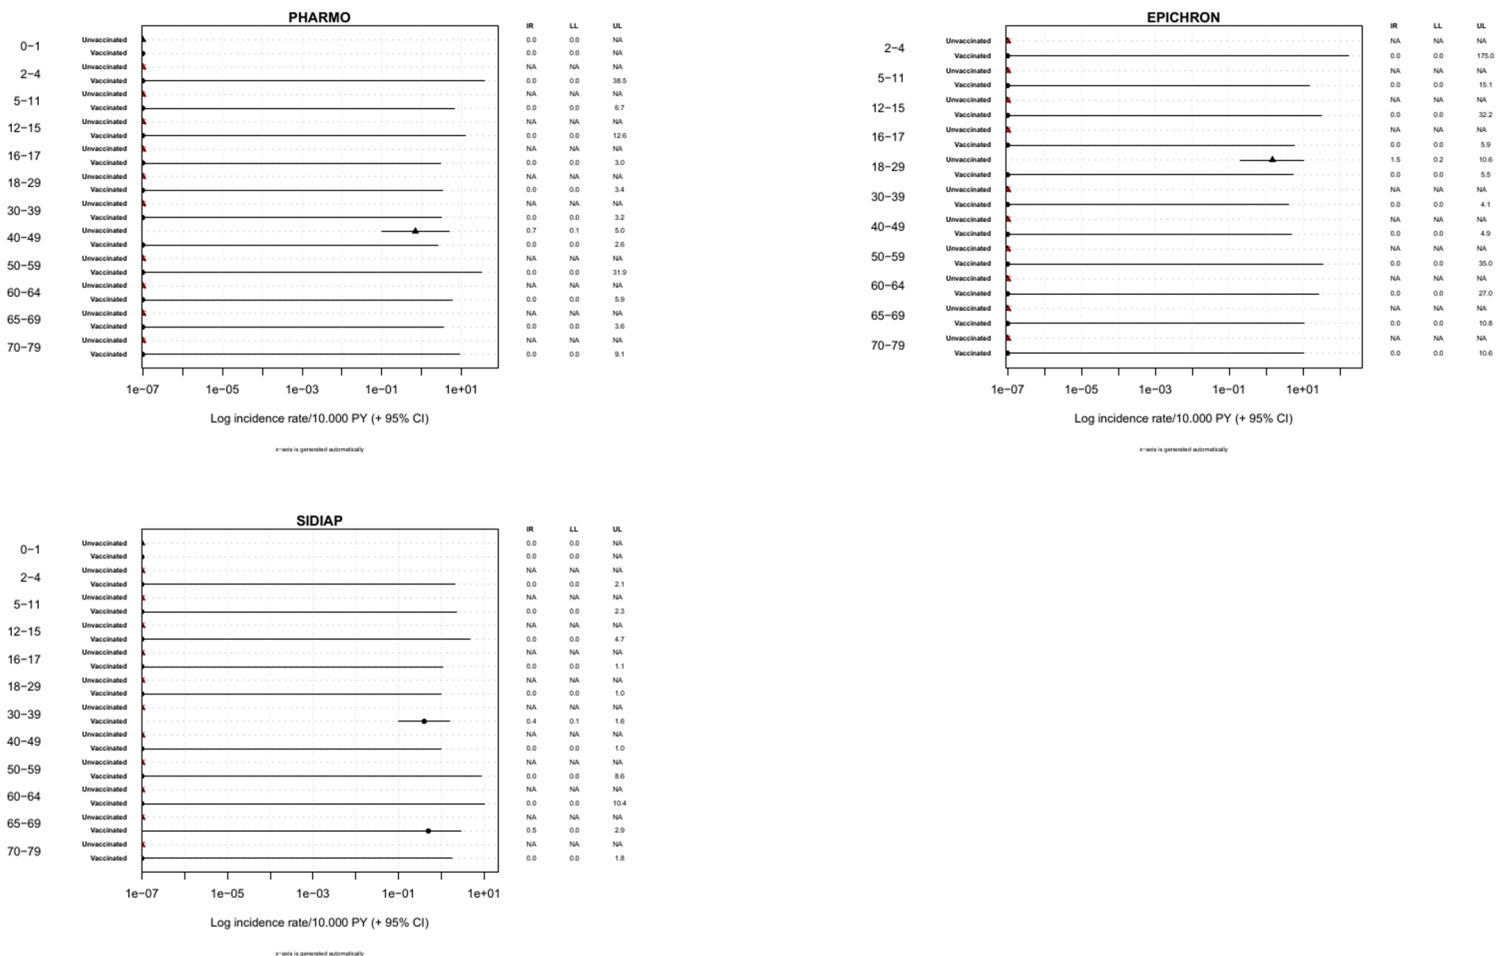 PHARMO
IR LL UL
0−1
Unvaccinated 0.0 0.0 NA
Vaccinated 0.0 0.0 NA
2−4
Unvaccinated NA NA NA
Vaccinated 0.0 0.0 38.5
5−11
Unvaccinated NA NA NA
Vaccinated 0.0 0.0 6.7
12−15
Unvaccinated NA NA NA
Vaccinated 0.0 0.0 12.6
16−17
Unvaccinated NA NA NA
Vaccinated 0.0 0.0 3.0
18−29
Unvaccinated NA NA NA
Vaccinated 0.0 0.0 3.4
30−39
Unvaccinated NA NA NA
Vaccinated 0.0 0.0 3.2
40−49
Unvaccinated 0.7 0.1 5.0
Vaccinated 0.0 0.0 2.6
50−59
Unvaccinated NA NA NA
Vaccinated 0.0 0.0 31.9
60−64
Unvaccinated NA NA NA
Vaccinated 0.0 0.0 5.9
65−69
Unvaccinated NA NA NA
Vaccinated 0.0 0.0 3.6
70−79
Unvaccinated NA NA NA
Vaccinated 0.0 0.0 9.1
1e−07 1e−05 1e−03 1e−01 1e+01
Log incidence rate/10.000 PY (+ 95% CI)
x−axis is generated automatically
EPICHRON
IR LL UL
2−4
Unvaccinated NA NA NA
Vaccinated 0.0 0.0 175.0
5−11
Unvaccinated NA NA NA
Vaccinated 0.0 0.0 15.1
12−15
Unvaccinated NA NA NA
Vaccinated 0.0 0.0 32.2
16−17
Unvaccinated NA NA NA
Vaccinated 0.0 0.0 5.9
18−29
Unvaccinated 1.5 0.2 10.6
Vaccinated 0.0 0.0 5.5
30−39
Unvaccinated NA NA NA
Vaccinated 0.0 0.0 4.1
40−49
Unvaccinated NA NA NA
Vaccinated 0.0 0.0 4.9
50−59
Unvaccinated NA NA NA
Vaccinated 0.0 0.0 35.0
60−64
Unvaccinated NA NA NA
Vaccinated 0.0 0.0 27.0
65−69
Unvaccinated NA NA NA
Vaccinated 0.0 0.0 10.8
70−79
Unvaccinated NA NA NA
Vaccinated 0.0 0.0 10.6
1e−07 1e−05 1e−03 1e−01 1e+01
Log incidence rate/10.000 PY (+ 95% CI)
x−axis is generated automatically
SIDIAP
IR LL UL
0−1
Unvaccinated 0.0 0.0 NA
Vaccinated 0.0 0.0 NA
2−4
Unvaccinated NA NA NA
Vaccinated 0.0 0.0 2.1
5−11
Unvaccinated NA NA NA
Vaccinated 0.0 0.0 2.3
12−15
Unvaccinated NA NA NA
Vaccinated 0.0 0.0 4.7
16−17
Unvaccinated NA NA NA
Vaccinated 0.0 0.0 1.1
18−29
Unvaccinated NA NA NA
Vaccinated 0.0 0.0 1.0
30−39
Unvaccinated NA NA NA
Vaccinated 0.4 0.1 1.6
40−49
Unvaccinated NA NA NA
Vaccinated 0.0 0.0 1.0
50−59
Unvaccinated NA NA NA
Vaccinated 0.0 0.0 8.6
60−64
Unvaccinated NA NA NA
Vaccinated 0.0 0.0 10.4
65−69
Unvaccinated NA NA NA
Vaccinated 0.5 0.0 2.9
70−79
Unvaccinated NA NA NA
Vaccinated 0.0 0.0 1.8
1e−07 1e−05 1e−03 1e−01 1e+01
Log incidence rate/10.000 PY (+ 95% CI)
x−axis is generated automatically